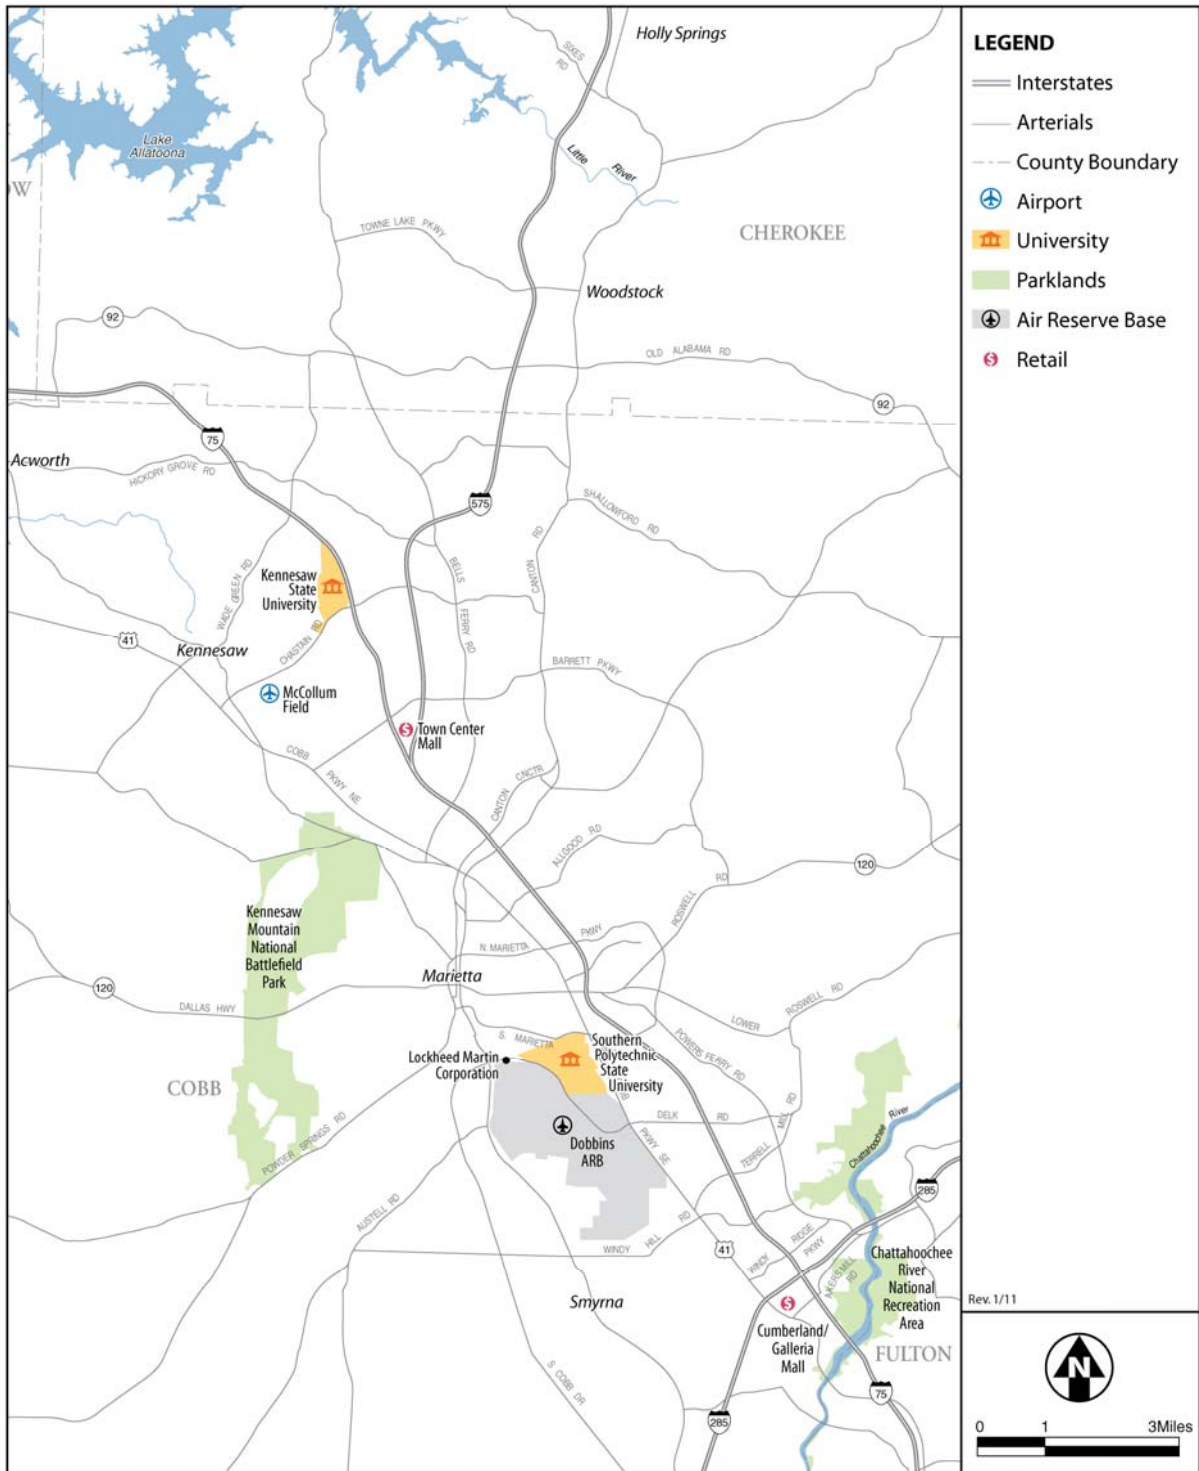 Holly Springs
SIXES
RD
Lake
Allatoona
Little
River
OW
CHEROKEE
TOWNE LAKE PKWY
Woodstock
92
OLD ALABAMA RD
92
75
Acworth
HICKORY GROVE RD
575
SHALLOWFORD RD
CANTON
RD
BELLS
FERRY RD
WADE GREEN RD
Kennesaw
State
University
41
CHASTAIN RD
Kennesaw
McCollum
Field
BARRETT PKWY
Town Center
Mall
COBB
PKWY NE
CANTON
CNCTR
ALLGOOD RD
120
ROSWELL
RD
Kennesaw
Mountain
National
Battlefield
Park
N. MARIETTA
PKWY
Marietta
120
DALLAS HWY
LOWER
ROSWELL RD
S. MARIETTA
Southern
Polytechnic
State
University
POWERS FERRY RD
Lockheed Martin
Corporation
COBB
POWDER SPRINGS RD
Dobbins
ARB
BB
PKWY SE
DELK
RD
TERRELL
MILL RD
Chattahoochee
River
285
AUSTELL RD
WINDY
HILL
RD
41
WINDY
RIDGE
PKWY
AKERS MILL
RD
Chattahoochee
River
National
Recreation
Area
Smyrna
Cumberland/
Galleria
Mall
FULTON
S COBB DR
75
285
LEGEND
Interstates
Arterials
County Boundary
Airport
University
Parklands
Air Reserve Base
Retail
Rev. 1/11
N
0 1 3Miles